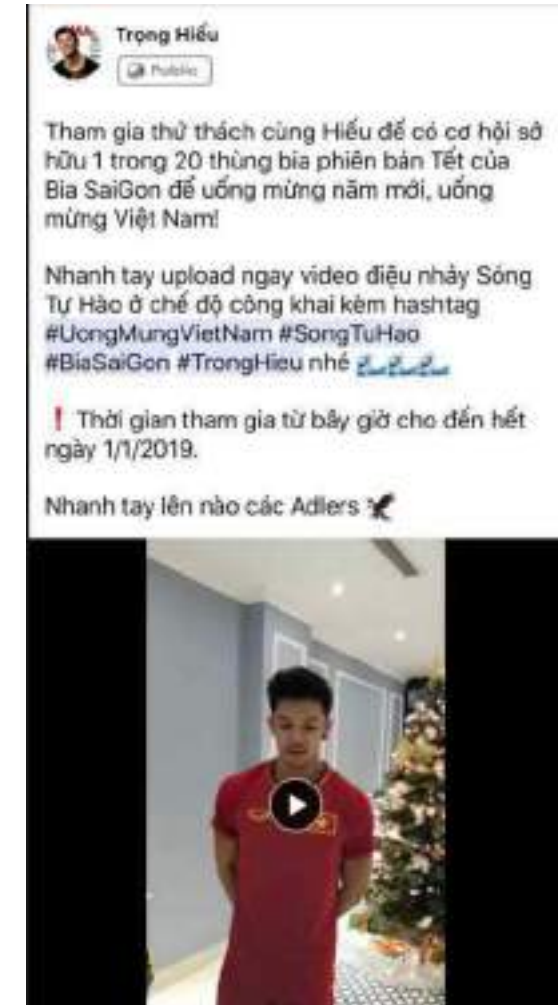 Trọng Hiếu
Public
Tham gia thử thách cùng Hiếu để có cơ hội sở
hữu 1 trong 20 thùng bia phiên bản Tết của
Bia SaiGon để uống mừng năm mới, uống
mừng Việt Nam!
Nhanh tay upload ngay video điệu nhảy Sóng
Tự Hào ở chế độ công khai kèm hashtag
#UongMungVietNam #SongTuHao
#BiaSaiGon #TrongHieu nhé 🌊🌊🌊
❗ Thời gian tham gia từ bây giờ cho đến hết
ngày 1/1/2019.
Nhanh tay lên nào các Adlers 🦅